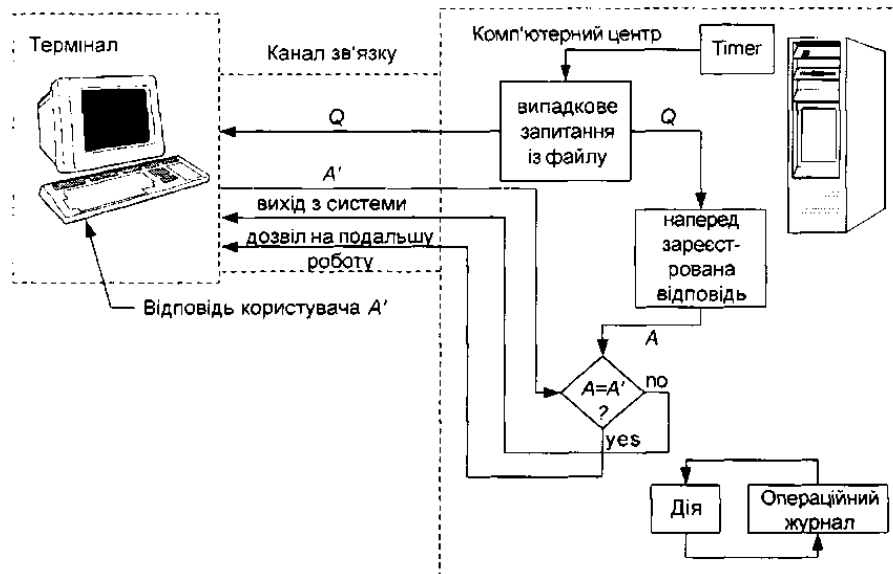 Термінал
Канал зв'язку
Комп'ютерний центр
Timer
випадкове
запитання
із файлу
Q
Q
A'
вихід з системи
дозвіл на подальшу
роботу
наперед
зареєст-
рована
відповідь
Відповідь користувача A'
A
A=A'
?
no
yes
Дія
Операційний
журнал